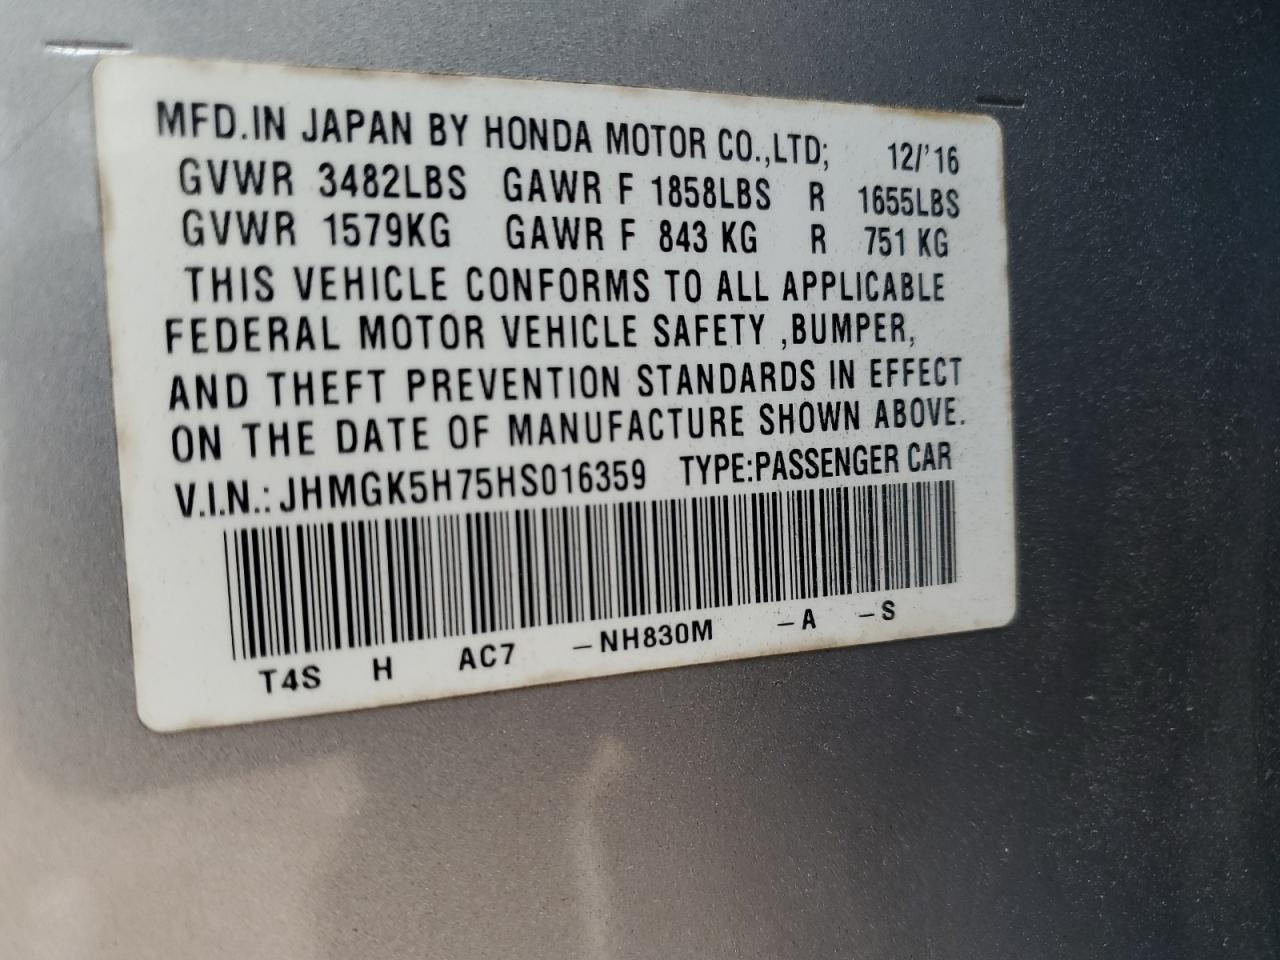 MFD.IN JAPAN BY HONDA MOTOR CO.,LTD; 12/'16
GVWR 3482LBS GAWR F 1858LBS R 1655LBS
GVWR 1579KG GAWR F 843 KG R 751 KG
THIS VEHICLE CONFORMS TO ALL APPLICABLE
FEDERAL MOTOR VEHICLE SAFETY ,BUMPER,
AND THEFT PREVENTION STANDARDS IN EFFECT
ON THE DATE OF MANUFACTURE SHOWN ABOVE.
V.I.N.: JHMGK5H75HS016359 TYPE:PASSENGER CAR
T4S H AC7 –NH830M –A –S